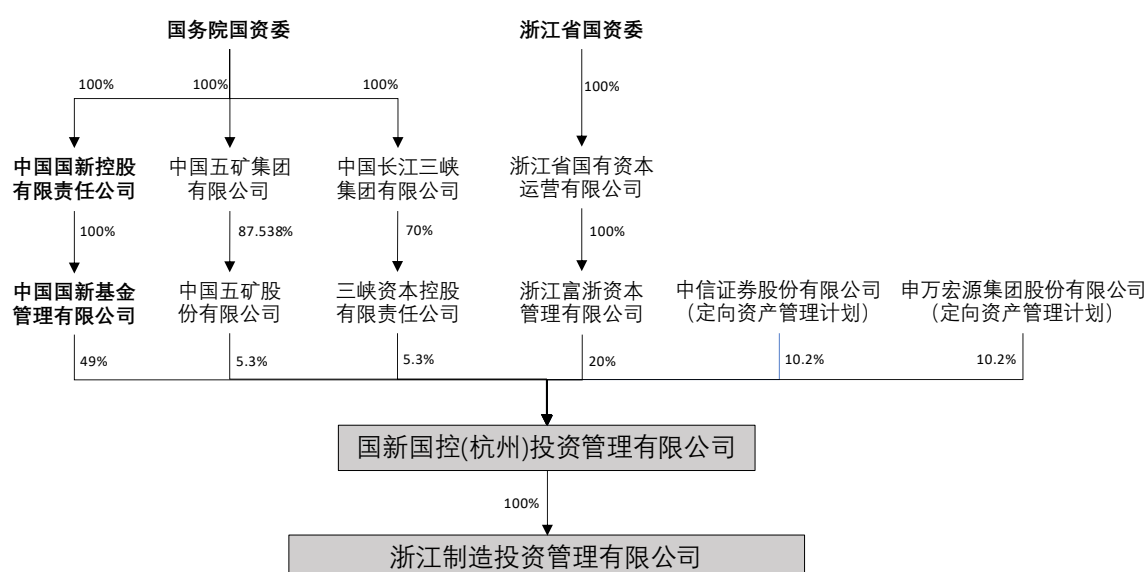 国务院国资委
浙江省国资委
100%
100%
100%
100%
中国国新控股
有限责任公司
中国五矿集团
有限公司
中国长江三峡
集团有限公司
浙江省国有资本
运营有限公司
100%
87.538%
70%
100%
中国国新基金
管理有限公司
中国五矿股
份有限公司
三峡资本控股
有限责任公司
浙江富浙资本
管理有限公司
中信证券股份有限公司
（定向资产管理计划）
申万宏源集团股份有限公司
（定向资产管理计划）
49%
5.3%
5.3%
20%
10.2%
10.2%
国新国控(杭州)投资管理有限公司
100%
浙江制造投资管理有限公司